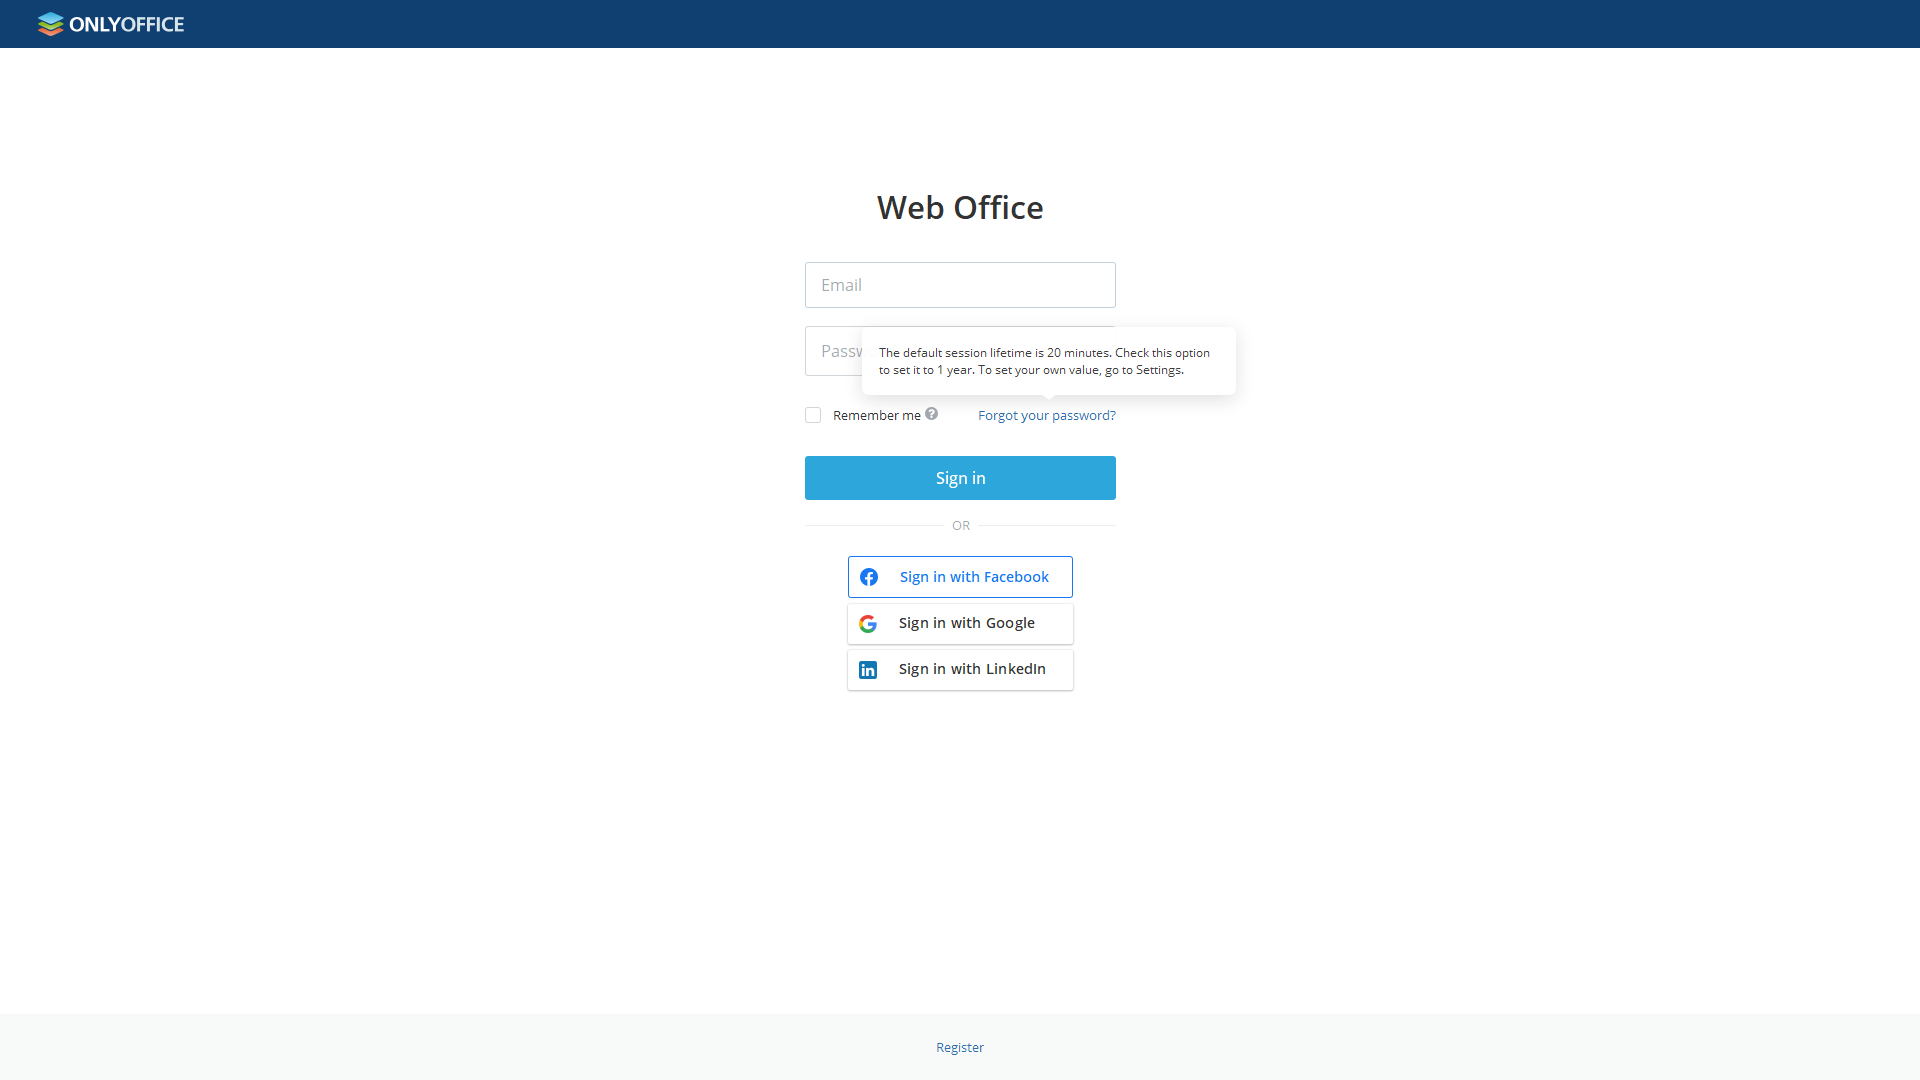 ONLYOFFICE
Web Office
Email
The default session lifetime is 20 minutes. Check this option
to set it to 1 year. To set your own value, go to Settings.
Remember me ?
Forgot your password?
Sign in
OR
Sign in with Facebook
Sign in with Google
Sign in with LinkedIn
Register